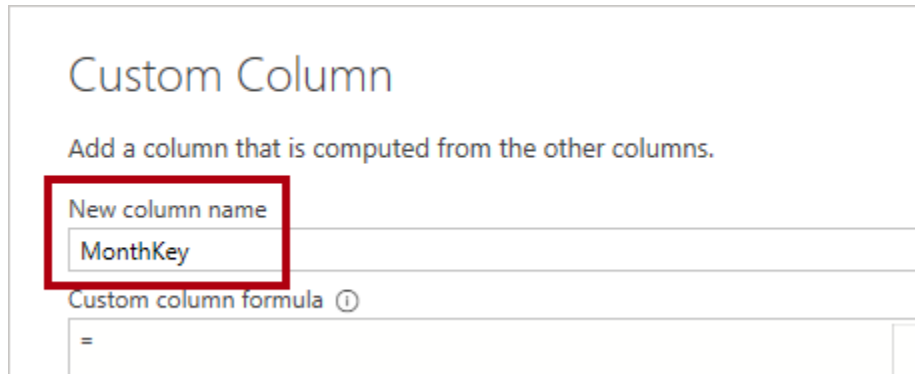 Custom Column
Add a column that is computed from the other columns.
New column name
MonthKey
Custom column formula
=